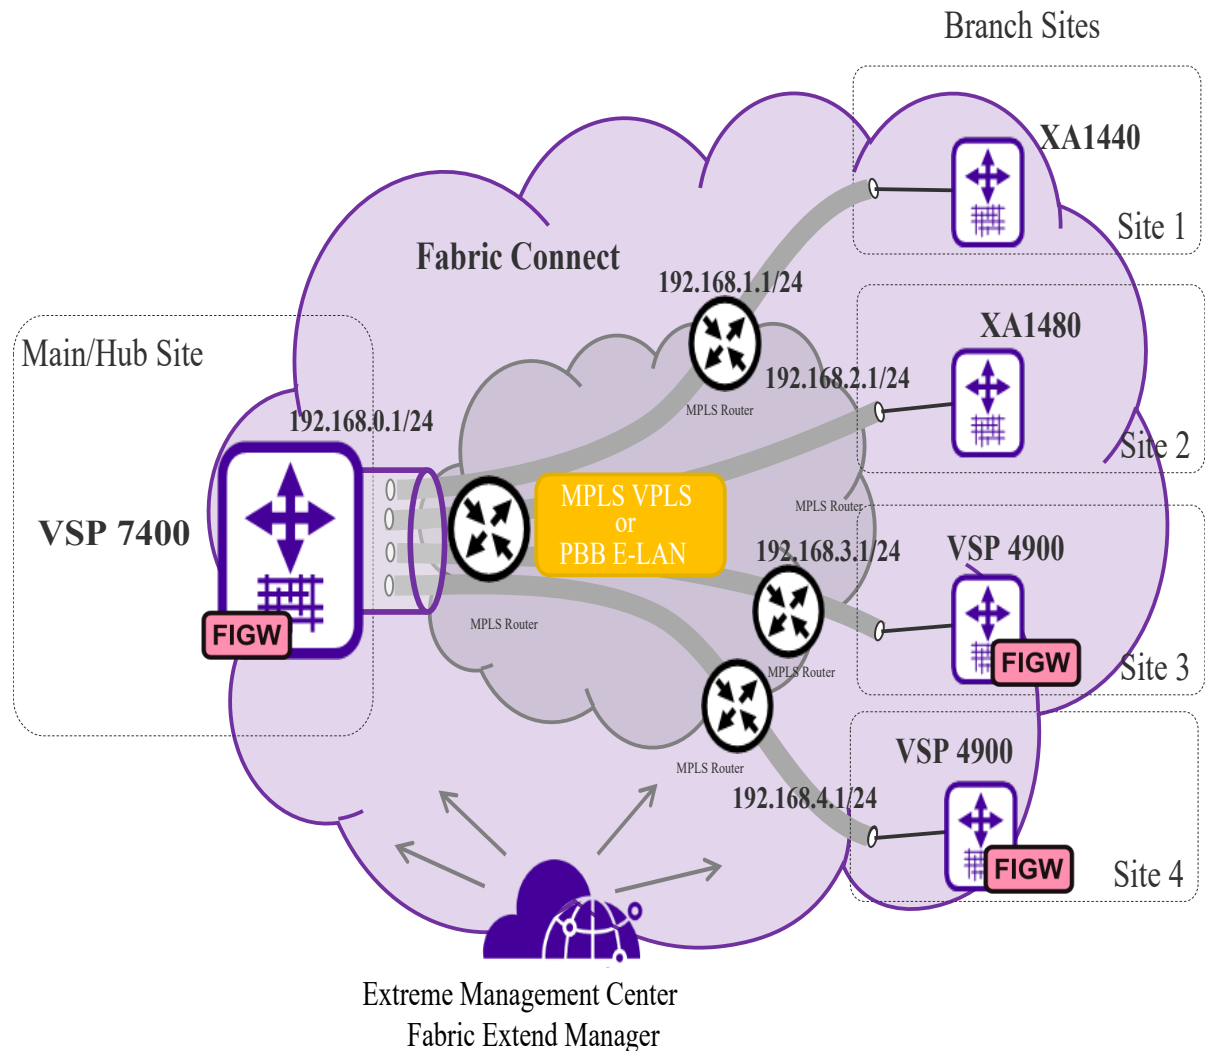 Branch Sites
XA1440
Site 1
Fabric Connect
192.168.1.1/24
XA1480
Main/Hub Site
192.168.2.1/24
MPLS Router
192.168.0.1/24
Site 2
MPLS VPLS
or
PBB E-LAN
MPLS Router
VSP 7400
192.168.3.1/24
VSP 4900
FIGW
MPLS Router
FIGW
Site 3
MPLS Router
VSP 4900
MPLS Router
192.168.4.1/24
FIGW
Site 4
Extreme Management Center
Fabric Extend Manager